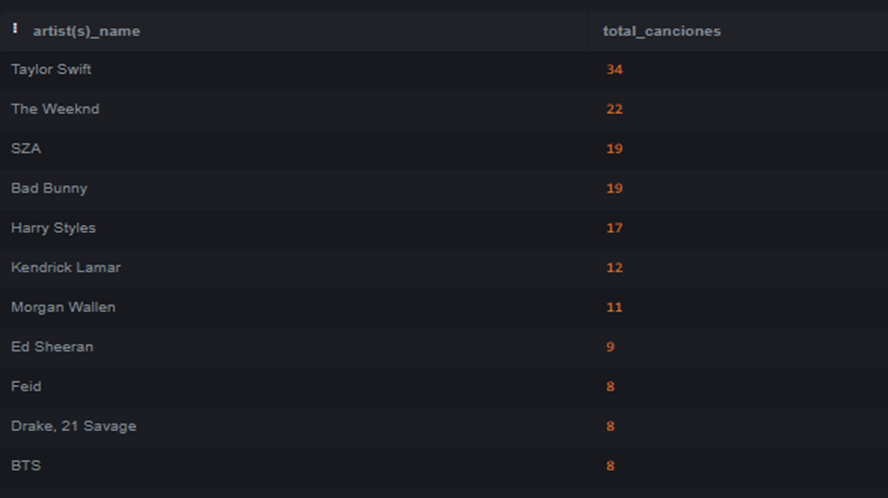 artist(s)_name total_canciones
Taylor Swift 34
The Weeknd 22
SZA 19
Bad Bunny 19
Harry Styles 17
Kendrick Lamar 12
Morgan Wallen 11
Ed Sheeran 9
Feid 8
Drake, 21 Savage 8
BTS 8